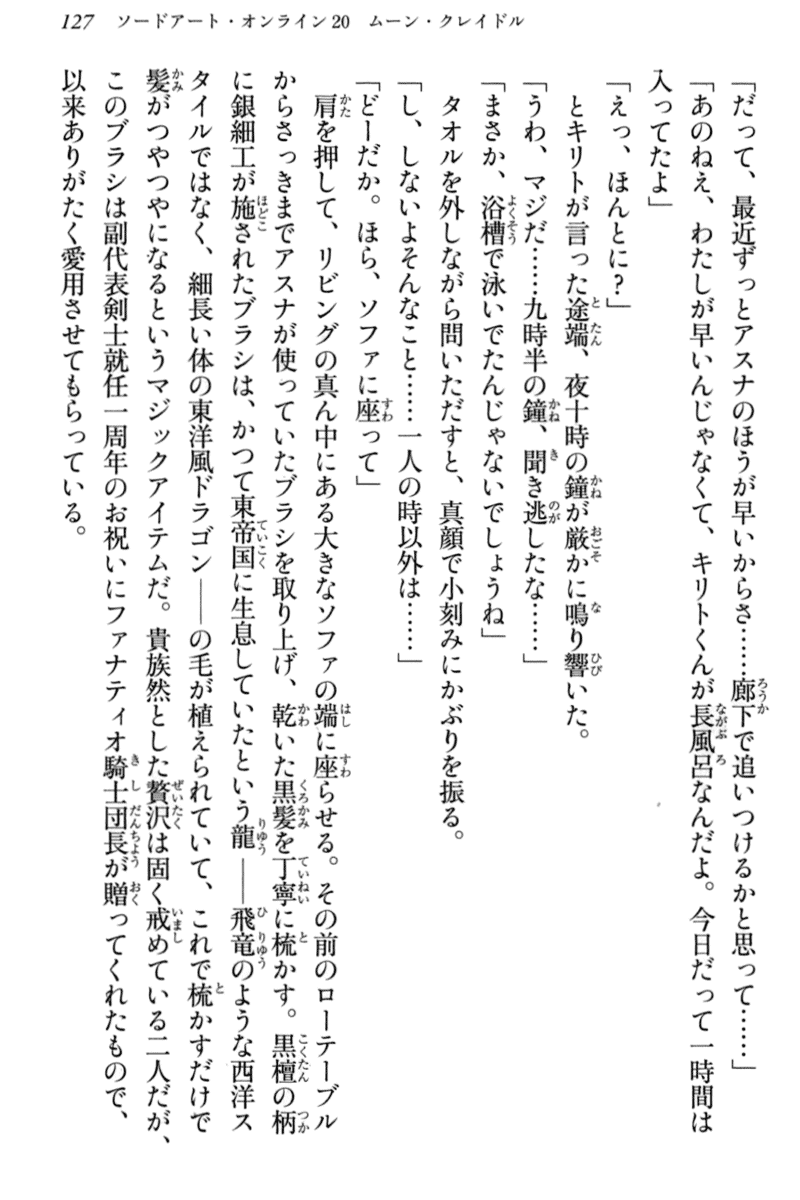 127　ソードアート・オンライン20　ムーン・クレイドル
「だって、最近ずっとアスナのほうが早いからさ……廊下で追いつけるかと思って……」
「あのねえ、わたしが早いんじゃなくて、キリトくんが長風呂なんだよ。今日だって一時間は
入ってたよ」
「えっ、ほんとに？」
　とキリトが言った途端、夜十時の鐘が厳かに鳴り響いた。
「うわ、マジだ……九時半の鐘、聞き逃したな……」
「まさか、浴槽で泳いでたんじゃないでしょうね」
　タオルを外しながら問いただすと、真顔で小刻みにかぶりを振る。
「し、しないよそんなこと……一人の時以外は……」
「どーだか。ほら、ソファに座って」
　肩を押して、リビングの真ん中にある大きなソファの端に座らせる。その前のローテーブル
からさっきまでアスナが使っていたブラシを取り上げ、乾いた黒髪を丁寧に梳かす。黒檀の柄
に銀細工が施されたブラシは、かつて東帝国に生息していたという龍――飛竜のような西洋ス
タイルではなく、細長い体の東洋風ドラゴン――の毛が植えられていて、これで梳かすだけで
髪がつやつやになるというマジックアイテムだ。貴族然とした贅沢は固く戒めている二人だが、
このブラシは副代表剣士就任一周年のお祝いにファナティオ騎士団長が贈ってくれたもので、
以来ありがたく愛用させてもらっている。